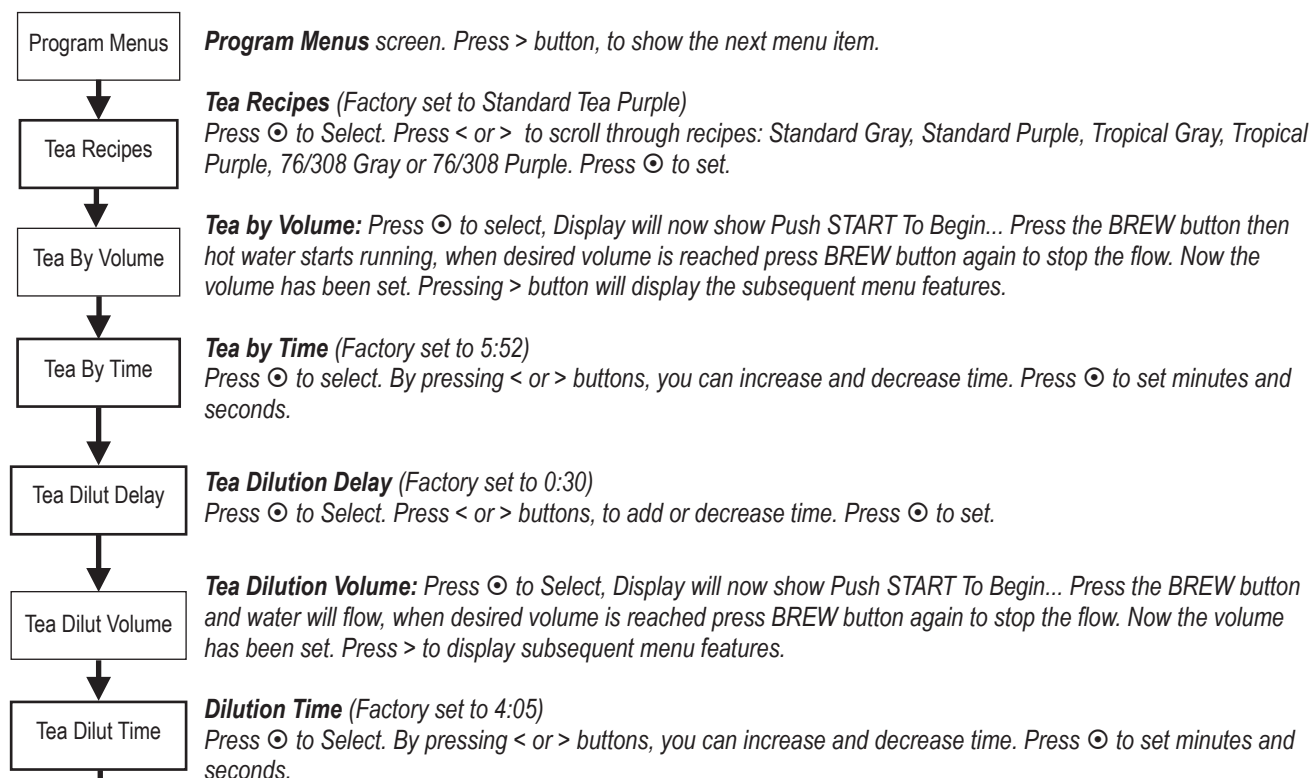 Program Menus
Program Menus screen. Press > button, to show the next menu item.
Tea Recipes
Tea Recipes (Factory set to Standard Tea Purple)
Press ⊙ to Select. Press < or >  to scroll through recipes: Standard Gray, Standard Purple, Tropical Gray, Tropical
Purple, 76/308 Gray or 76/308 Purple. Press ⊙ to set.
Tea By Volume
Tea by Volume: Press ⊙ to select, Display will now show Push START To Begin... Press the BREW button then
hot water starts running, when desired volume is reached press BREW button again to stop the flow. Now the
volume has been set. Pressing > button will display the subsequent menu features.
Tea By Time
Tea by Time (Factory set to 5:52)
Press ⊙ to select. By pressing < or > buttons, you can increase and decrease time. Press ⊙ to set minutes and
seconds.
Tea Dilut Delay
Tea Dilution Delay (Factory set to 0:30)
Press ⊙ to Select. Press < or > buttons, to add or decrease time. Press ⊙ to set.
Tea Dilut Volume
Tea Dilution Volume: Press ⊙ to Select, Display will now show Push START To Begin... Press the BREW button
and water will flow, when desired volume is reached press BREW button again to stop the flow. Now the volume
has been set. Press > to display subsequent menu features.
Tea Dilut Time
Dilution Time (Factory set to 4:05)
Press ⊙ to Select. By pressing < or > buttons, you can increase and decrease time. Press ⊙ to set minutes and
seconds.